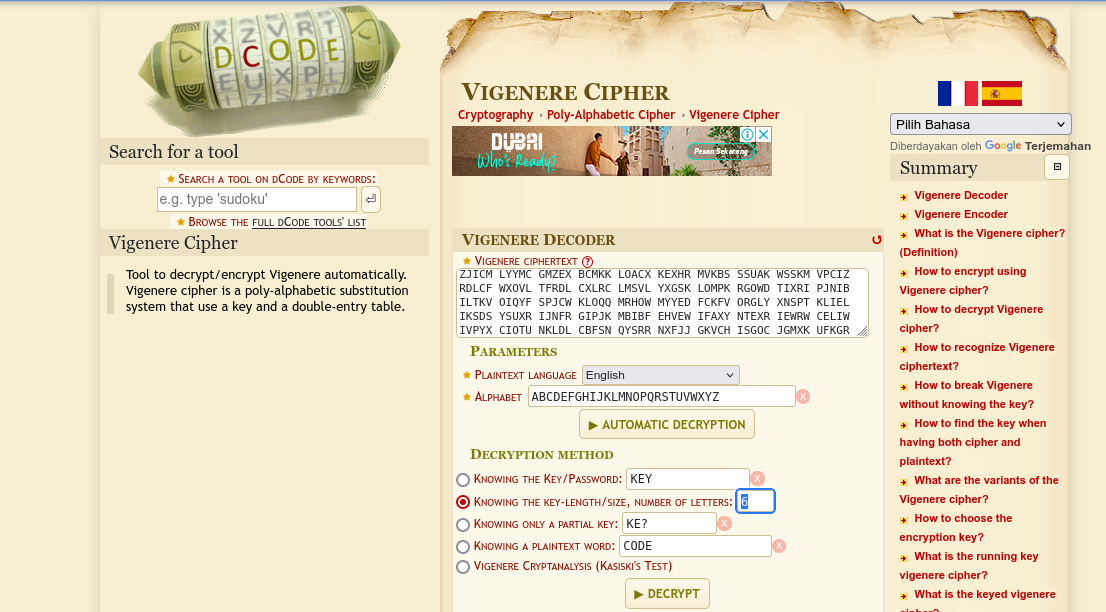 DCODE
Search for a tool
★ Search a tool on dCode by keywords:
e.g. type 'sudoku'
★ Browse the full dCode tools' list
Vigenere Cipher
Tool to decrypt/encrypt Vigenere automatically.
Vigenere cipher is a poly-alphabetic substitution
system that use a key and a double-entry table.
Vigenere Cipher
Cryptography › Poly-Alphabetic Cipher › Vigenere Cipher
DUBAI
Who's Ready?
Pesan Sekarang
Vigenere Decoder
★ Vigenere ciphertext ?
ZJICM LYYMC GMZEX BCMKK LOACX KEXHR MVKBS SSUAK WSSKM VPCIZ
RDLCF WXOVL TFRDL CXLRC LMSVL YXGSK LOMPK RGOWD TIXRI PJNIB
ILTKV OIQYF SPJCW KLOQQ MRHOW MYYED FCKFV ORGLY XNSPT KLIEL
IKSDS YSUXR IJNFR GIPJK MBIBF EHVEW IFAXY NTEXR IEWRW CELIW
IVPYX CIOTU NKLDL CBFSN QYSRR NXFJJ GKVCH ISGOC JGMXK UFKGR
Parameters
★ Plaintext language English
★ Alphabet ABCDEFGHIJKLMNOPQRSTUVWXYZ X
▶ AUTOMATIC DECRYPTION
Decryption method
Knowing the Key/Password: KEY X
Knowing the key-length/size, number of letters: 6
Knowing only a partial key: KE? X
Knowing a plaintext word: CODE X
Vigenere Cryptanalysis (Kasiski's Test)
▶ DECRYPT
Pilih Bahasa
Diberdayakan oleh Google Terjemahan
Summary
Vigenere Decoder
Vigenere Encoder
What is the Vigenere cipher?
(Definition)
How to encrypt using
Vigenere cipher?
How to decrypt Vigenere
cipher?
How to recognize Vigenere
ciphertext?
How to break Vigenere
without knowing the key?
How to find the key when
having both cipher and
plaintext?
What are the variants of the
Vigenere cipher?
How to choose the
encryption key?
What is the running key
vigenere cipher?
What is the keyed vigenere
cipher?